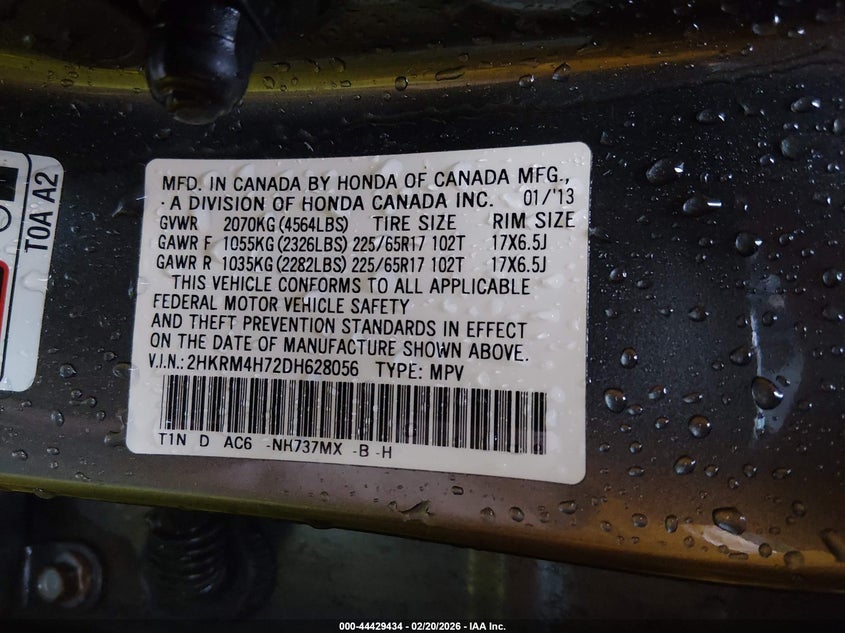 MFD. IN CANADA BY HONDA OF CANADA MFG.,
· A DIVISION OF HONDA CANADA INC. 01/'13
GVWR 2070KG (4564LBS) TIRE SIZE RIM SIZE
GAWR F 1055KG (2326LBS) 225/65R17 102T 17X6.5J
GAWR R 1035KG (2282LBS) 225/65R17 102T 17X6.5J
THIS VEHICLE CONFORMS TO ALL APPLICABLE
FEDERAL MOTOR VEHICLE SAFETY
AND THEFT PREVENTION STANDARDS IN EFFECT
ON THE DATE OF MANUFACTURE SHOWN ABOVE.
V.I.N.: 2HKRM4H72DH628056 TYPE: MPV
T1N D AC6 -NH737MX -B -H
T0A A2
000-44429434 - 02/20/2026 - IAA Inc.